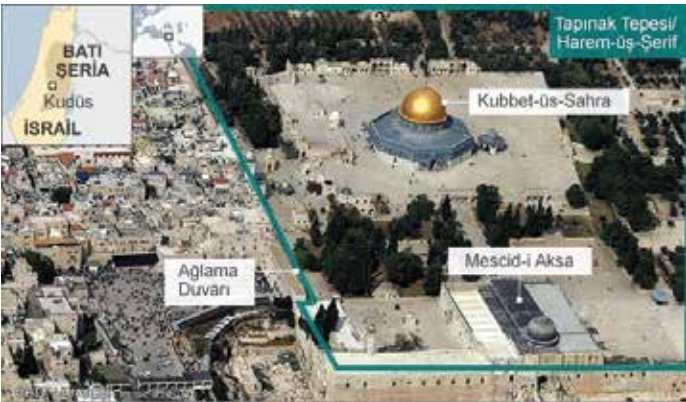 BATI
ŞERİA
Kudüs
İSRAİL
Tapınak Tepesi/
Harem-üş-Şerif
Kubbet-üs-Sahra
Mescid-i Aksa
Ağlama
Duvarı